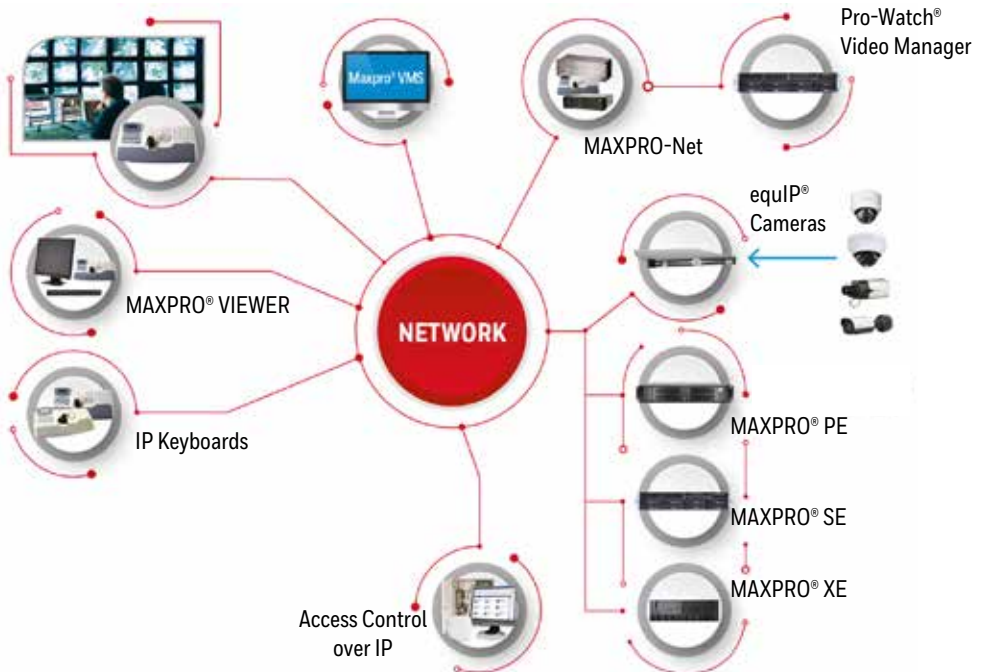 Pro-Watch®
Video Manager
Maxpro® VMS
MAXPRO-Net
equIP®
Cameras
MAXPRO® VIEWER
NETWORK
IP Keyboards
MAXPRO® PE
MAXPRO® SE
MAXPRO® XE
Access Control
over IP